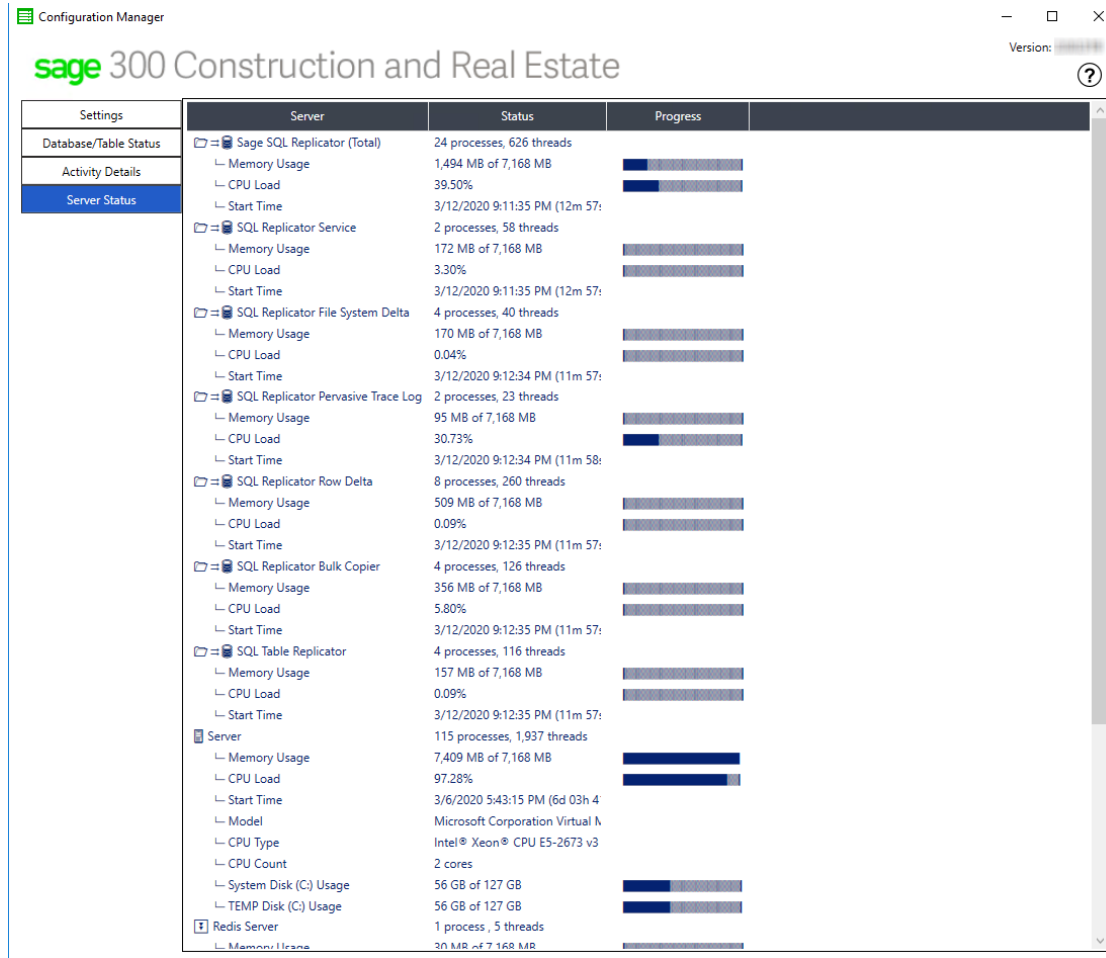 Configuration Manager
Version:
sage 300 Construction and Real Estate
?
Settings
Database/Table Status
Activity Details
Server Status
Server Status Progress
Sage SQL Replicator (Total) 24 processes, 626 threads
Memory Usage 1,494 MB of 7,168 MB
CPU Load 39.50%
Start Time 3/12/2020 9:11:35 PM (12m 57s
SQL Replicator Service 2 processes, 58 threads
Memory Usage 172 MB of 7,168 MB
CPU Load 3.30%
Start Time 3/12/2020 9:11:35 PM (12m 57s
SQL Replicator File System Delta 4 processes, 40 threads
Memory Usage 170 MB of 7,168 MB
CPU Load 0.04%
Start Time 3/12/2020 9:12:34 PM (11m 57s
SQL Replicator Pervasive Trace Log 2 processes, 23 threads
Memory Usage 95 MB of 7,168 MB
CPU Load 30.73%
Start Time 3/12/2020 9:12:34 PM (11m 58s
SQL Replicator Row Delta 8 processes, 260 threads
Memory Usage 509 MB of 7,168 MB
CPU Load 0.09%
Start Time 3/12/2020 9:12:35 PM (11m 57s
SQL Replicator Bulk Copier 4 processes, 126 threads
Memory Usage 356 MB of 7,168 MB
CPU Load 5.80%
Start Time 3/12/2020 9:12:35 PM (11m 57s
SQL Table Replicator 4 processes, 116 threads
Memory Usage 157 MB of 7,168 MB
CPU Load 0.09%
Start Time 3/12/2020 9:12:35 PM (11m 57s
Server 115 processes, 1,937 threads
Memory Usage 7,409 MB of 7,168 MB
CPU Load 97.28%
Start Time 3/6/2020 5:43:15 PM (6d 03h 4
Model Microsoft Corporation Virtual
CPU Type Intel® Xeon® CPU E5-2673 v3
CPU Count 2 cores
System Disk (C:) Usage 56 GB of 127 GB
TEMP Disk (C:) Usage 56 GB of 127 GB
Redis Server 1 process , 5 threads
Memory Usage 30 MB of 7,168 MB